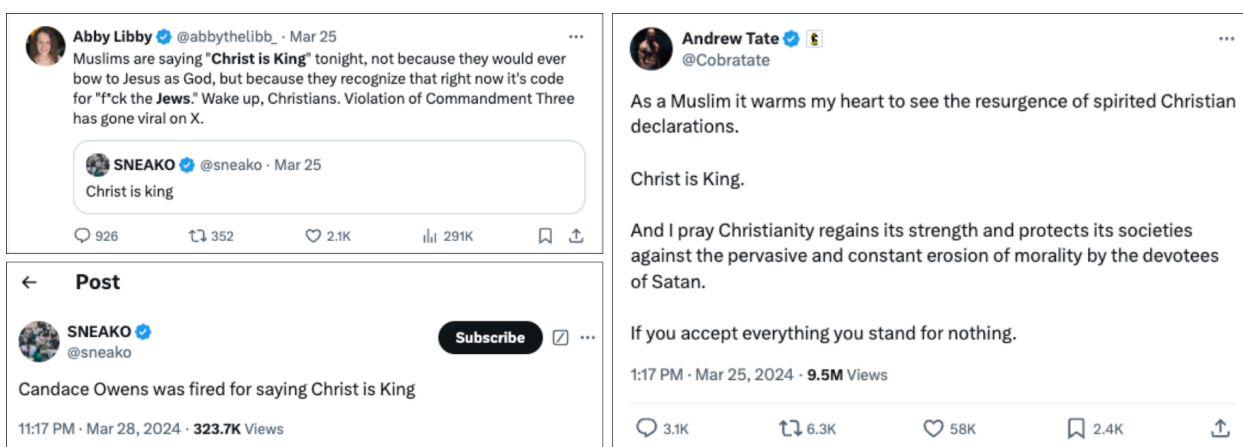 Abby Libby @abbythelibb_ · Mar 25
Muslims are saying "Christ is King" tonight, not because they would ever
bow to Jesus as God, but because they recognize that right now it's code
for "f*ck the Jews." Wake up, Christians. Violation of Commandment Three
has gone viral on X.
SNEAKO @sneako · Mar 25
Christ is king
926 352 2.1K 291K
Post
SNEAKO
@sneako
Subscribe
Candace Owens was fired for saying Christ is King
11:17 PM · Mar 28, 2024 · 323.7K Views
Andrew Tate
@Cobratate
As a Muslim it warms my heart to see the resurgence of spirited Christian
declarations.
Christ is King.
And I pray Christianity regains its strength and protects its societies
against the pervasive and constant erosion of morality by the devotees
of Satan.
If you accept everything you stand for nothing.
1:17 PM · Mar 25, 2024 · 9.5M Views
3.1K 6.3K 58K 2.4K